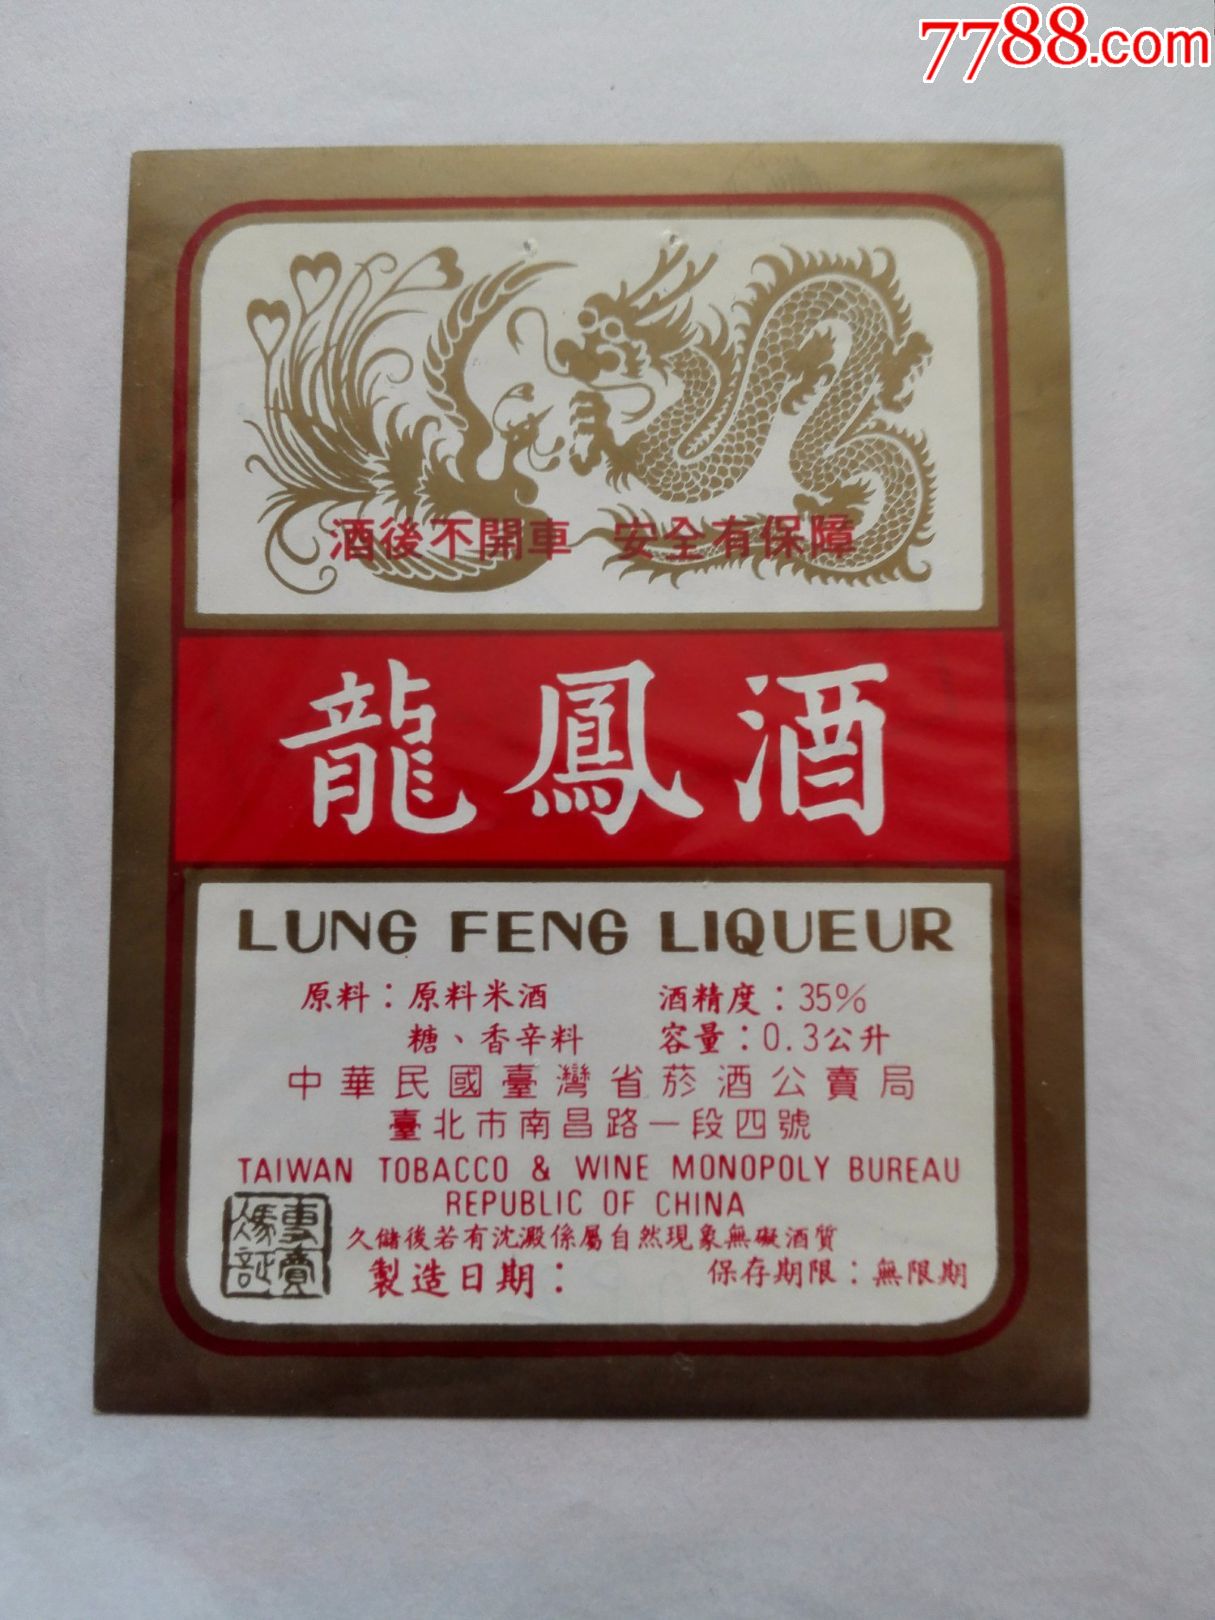 7788.com
酒後不開車 安全有保障
龍鳳酒
LUNG FENG LIQUEUR
原料：原料米酒 酒精度：35%
糖、香辛料 容量：0.3公升
中華民國臺灣省菸酒公賣局
臺北市南昌路一段四號
TAIWAN TOBACCO & WINE MONOPOLY BUREAU
REPUBLIC OF CHINA
久儲後若有沈澱係屬自然現象無礙酒質
製造日期： 保存期限：無限期
專賣憑証